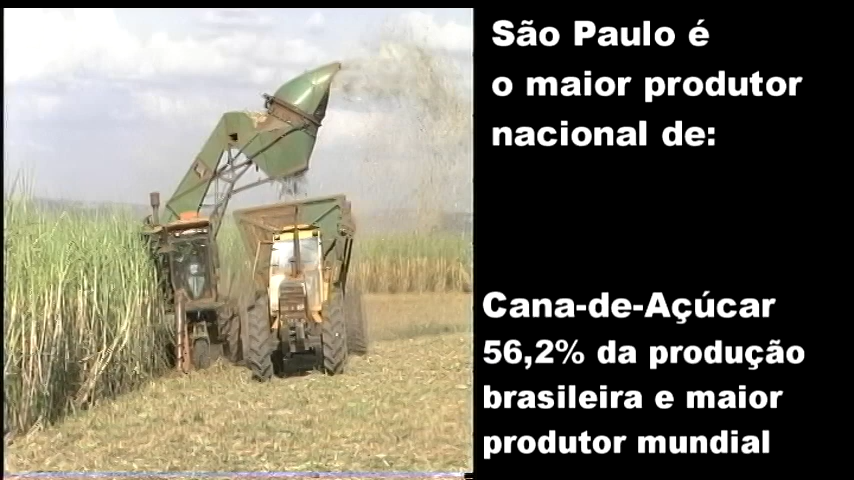 São Paulo é
o maior produtor
nacional de:
Cana-de-Açúcar
56,2% da produção
brasileira e maior
produtor mundial